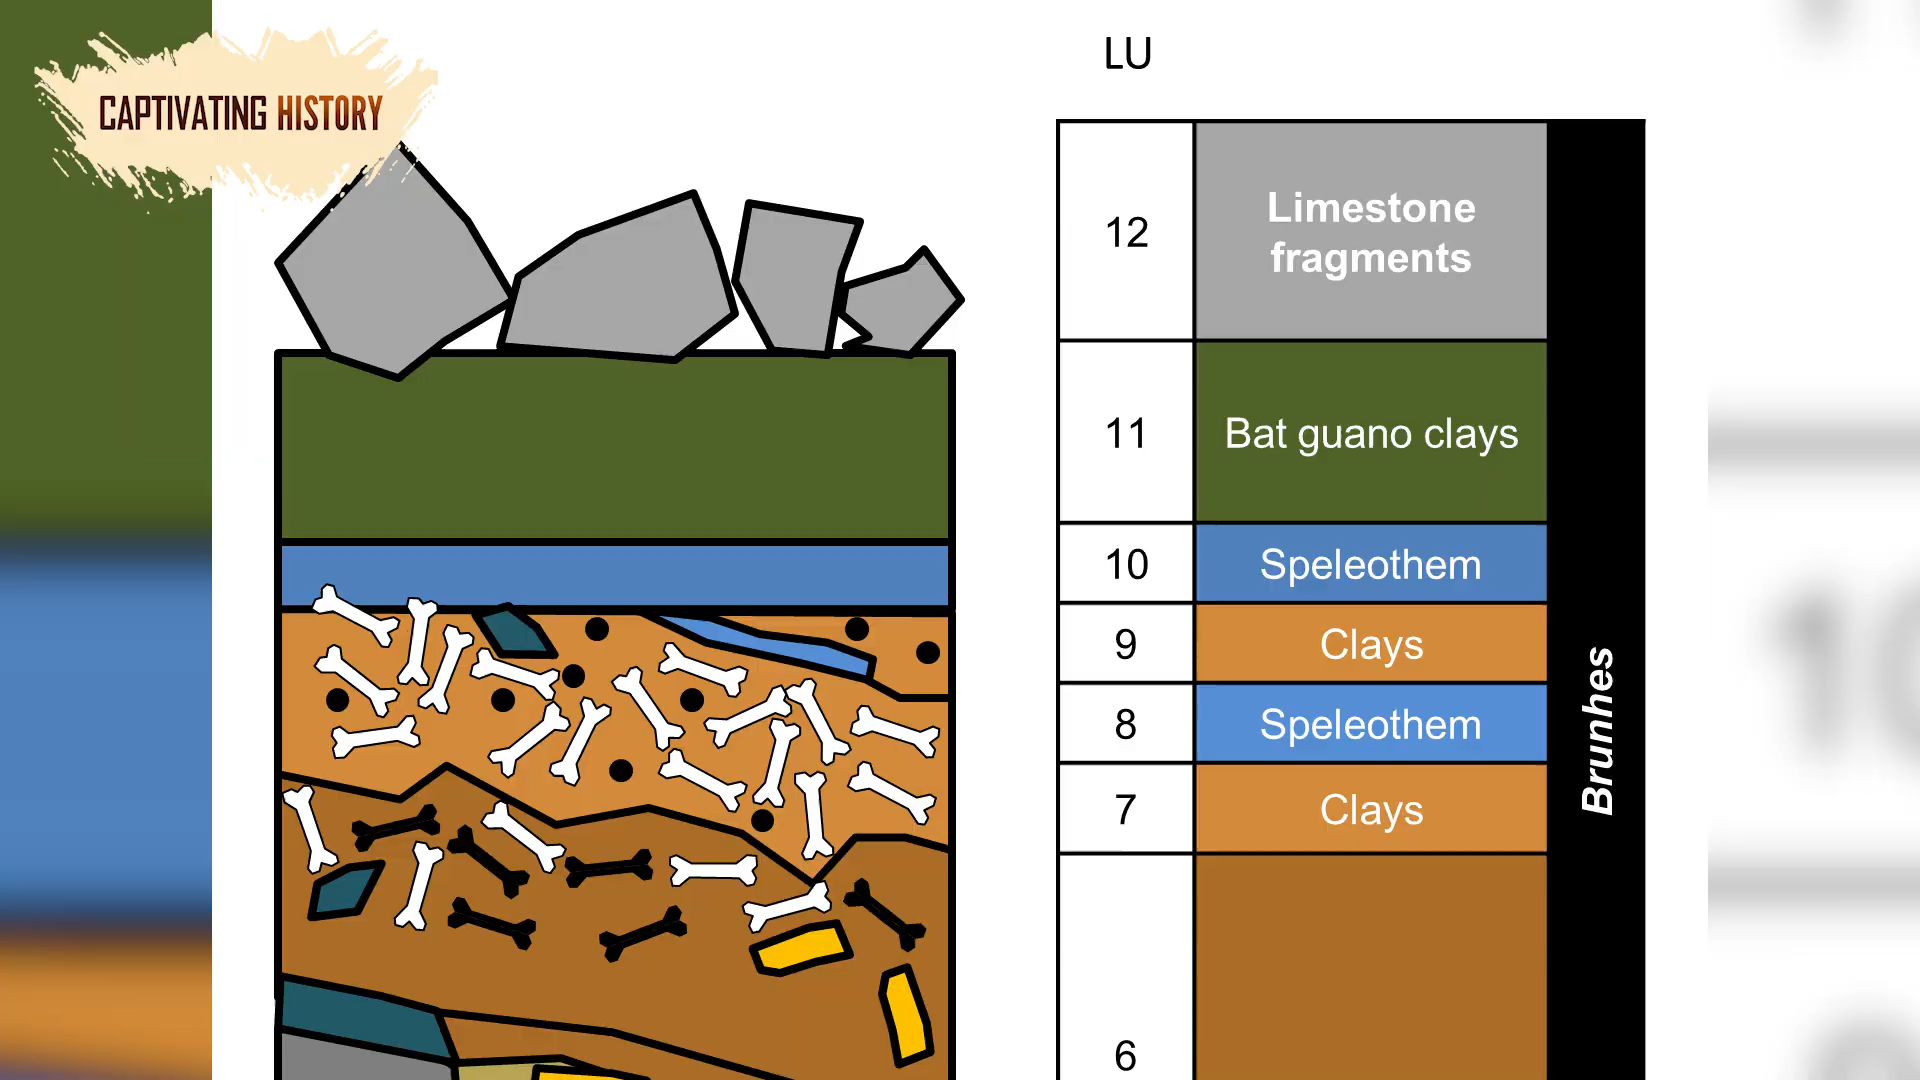 CAPTIVATING HISTORY
LU
12
Limestone
fragments
11
Bat guano clays
10
Speleothem
9
Clays
8
Speleothem
7
Clays
6
Brunhes